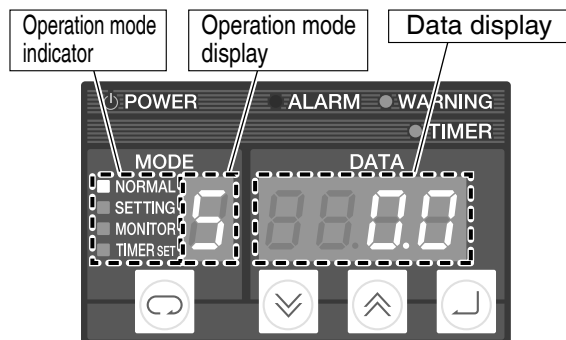 Operation mode
indicator
Operation mode
display
Data display
POWER ALARM WARNING
TIMER
MODE DATA
NORMAL
SETTING
MONITOR
TIMER SET
5 0.0